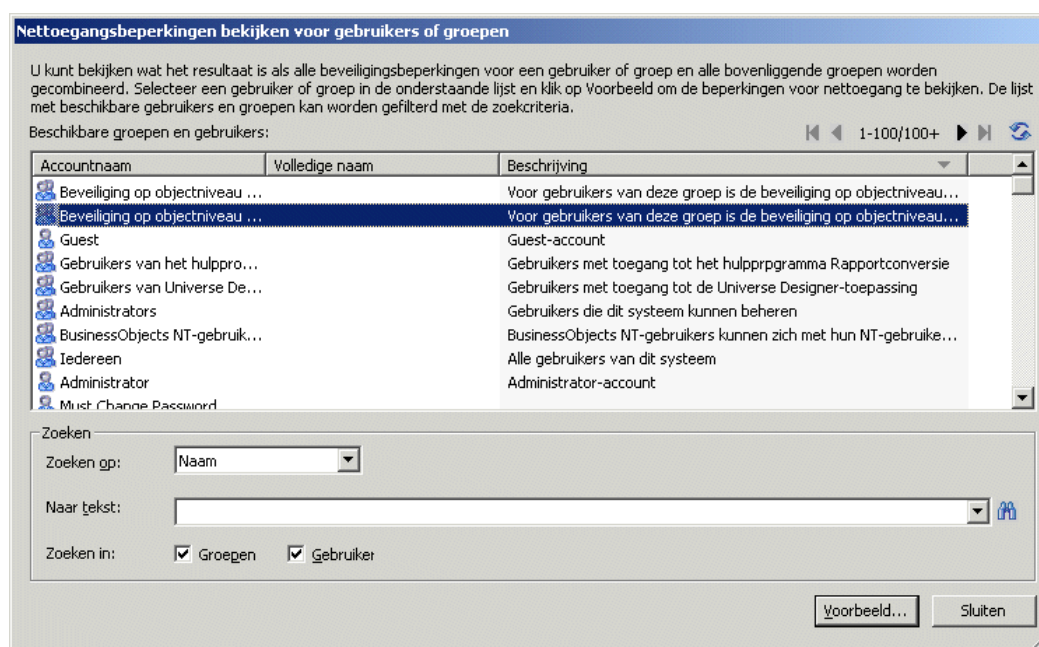 Nettoegangsbeperkingen bekijken voor gebruikers of groepen
U kunt bekijken wat het resultaat is als alle beveiligingsbeperkingen voor een gebruiker of groep en alle bovenliggende groepen worden
gecombineerd. Selecteer een gebruiker of groep in de onderstaande lijst en klik op Voorbeeld om de beperkingen voor nettoegang te bekijken. De lijst
met beschikbare gebruikers en groepen kan worden gefilterd met de zoekcriteria.
Beschikbare groepen en gebruikers: 1-100/100+
Accountnaam Volledige naam Beschrijving
Beveiliging op objectniveau ... Voor gebruikers van deze groep is de beveiliging op objectniveau...
Beveiliging op objectniveau ... Voor gebruikers van deze groep is de beveiliging op objectniveau...
Guest Guest-account
Gebruikers van het hulppro... Gebruikers met toegang tot het hulpprpgramma Rapportconversie
Gebruikers van Universe De... Gebruikers met toegang tot de Universe Designer-toepassing
Administrators Gebruikers die dit systeem kunnen beheren
BusinessObjects NT-gebruik... BusinessObjects NT-gebruikers kunnen zich met hun NT-gebruike...
Iedereen Alle gebruikers van dit systeem
Administrator Administrator-account
Must Change Password
Zoeken
Zoeken op: Naam
Naar tekst:
Zoeken in: Groepen Gebruiker
Voorbeeld... Sluiten